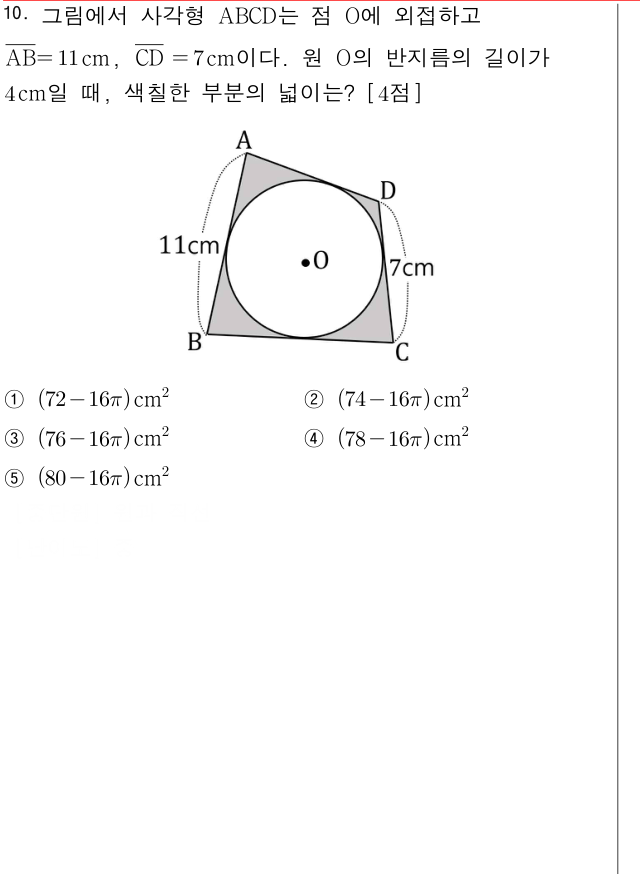 10. 그림에서 사각형 ABCD는 점 O에 외접하고
AB=11cm, CD=7cm이다. 원 O의 반지름의 길이가
4cm일 때, 색칠한 부분의 넓이는? [4점]
A
D
11cm
O
7cm
B
C
① (72-16π)cm²
② (74-16π)cm²
③ (76-16π)cm²
④ (78-16π)cm²
⑤ (80-16π)cm²